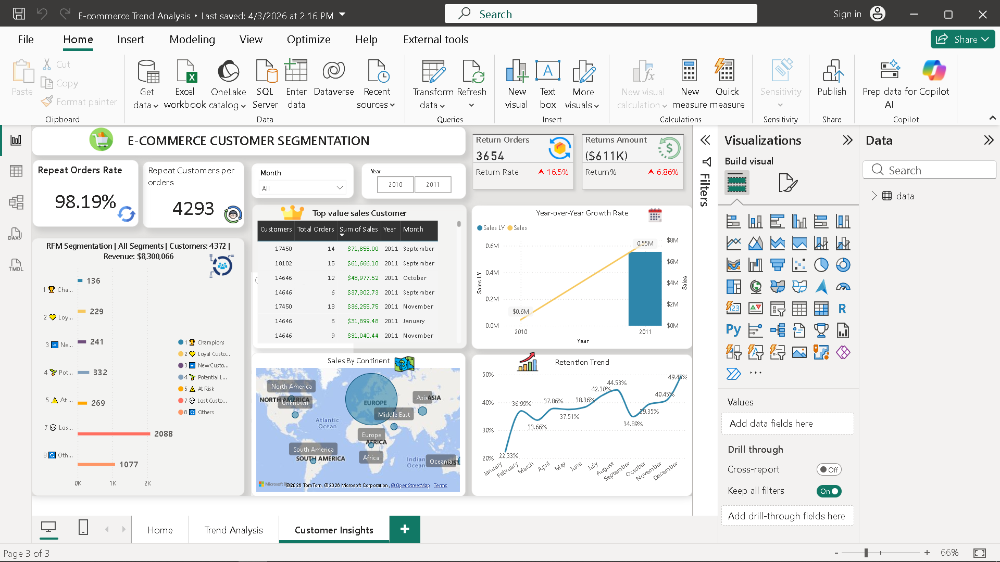 E-commerce Trend Analysis • Last saved: 4/3/2026 at 2:16 PM
Search
Sign in
File
Home
Insert
Modeling
View
Optimize
Help
External tools
Share
Paste
Cut
Copy
Format painter
Clipboard
Get data
Excel workbook
OneLake catalog
SQL Server
Enter data
Dataverse
Recent sources
Data
Transform data
Refresh
Queries
New visual
Text box
More visuals
Insert
New visual calculation
New measure
Quick measure
Calculations
Sensitivity
Sensitivity
Publish
Share
Prep data for AI
Copilot
Copilot
DAX
TMDL
E-COMMERCE CUSTOMER SEGMENTATION
Return Orders
3654
Return Rate
16.5%
Returns Amount
($611K)
Return%
6.86%
Repeat Orders Rate
98.19%
Repeat Customers per
orders
4293
Month
All
Year
2010
2011
RFM Segmentation | All Segments | Customers: 4372 |
Revenue: $8,300,066
1 Cha... 136
2 Loy... 229
3 Ne... 241
4 Pot... 332
5 At ... 269
7 Los... 2088
8 Oth... 1077
0K 1K 2K
1 Champions
2 Loyal Custo...
3 New Custo...
4 Potential L...
5 At Risk
7 Lost Custo...
8 Others
Top value sales Customer
Customers Total Orders Sum of Sales Year Month
17450 14 $71,855.00 2011 September
18102 15 $61,666.10 2011 September
14646 12 $48,977.52 2011 October
14646 6 $37,302.73 2011 September
17450 13 $36,255.75 2011 November
14646 6 $31,899.48 2011 January
14646 9 $31,040.44 2011 November
Sales By Continent
North America
NORTH AMERICA
Unknown
EUROPE
Asia
ASIA
Middle East
Atlantic
Ocean
Europe
AFRICA
Africa
South America
SOUTH AMERICA
Indian
Ocean
Oceania
Microsoft
©2026 TomTom, ©2026 Microsoft Corporation, © OpenStreetMap Terms
Year-over-Year Growth Rate
Sales LY Sales
0.6M
0.4M
0.2M
0.0M
Sales LY
$0.6M
0.55M
$8M
$6M
$4M
$2M
$0M
Sales
2010
2011
Year
Retention Trend
50%
40%
30%
20%
22.33%
36.99%
33.66%
37.86%
37.51%
38.36%
42.30%
44.53%
34.89%
39.35%
40.45%
49.45%
January
February
March
April
May
June
July
August
September
October
November
December
Filters
Visualizations
Build visual
123
R
Py
Values
Add data fields here
Drill through
Cross-report
Off
Keep all filters
On
Add drill-through fields here
Data
Search
data
Home
Trend Analysis
Customer Insights
Page 3 of 3
- + 66%